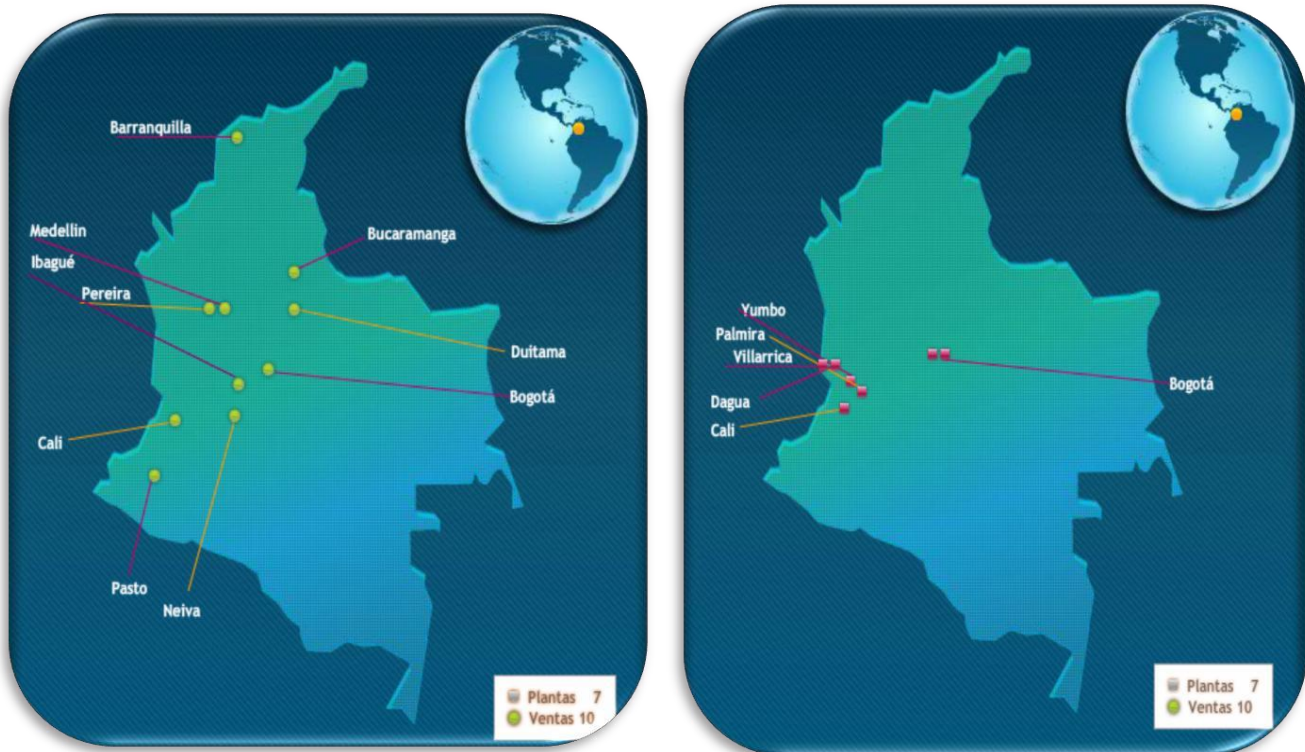 Barranquilla
Medellin
Bucaramanga
Ibagué
Pereira
Duitama
Bogotá
Cali
Pasto
Neiva
Plantas 7
Ventas 10
Yumbo
Palmira
Villarrica
Bogotá
Dagua
Cali
Plantas 7
Ventas 10